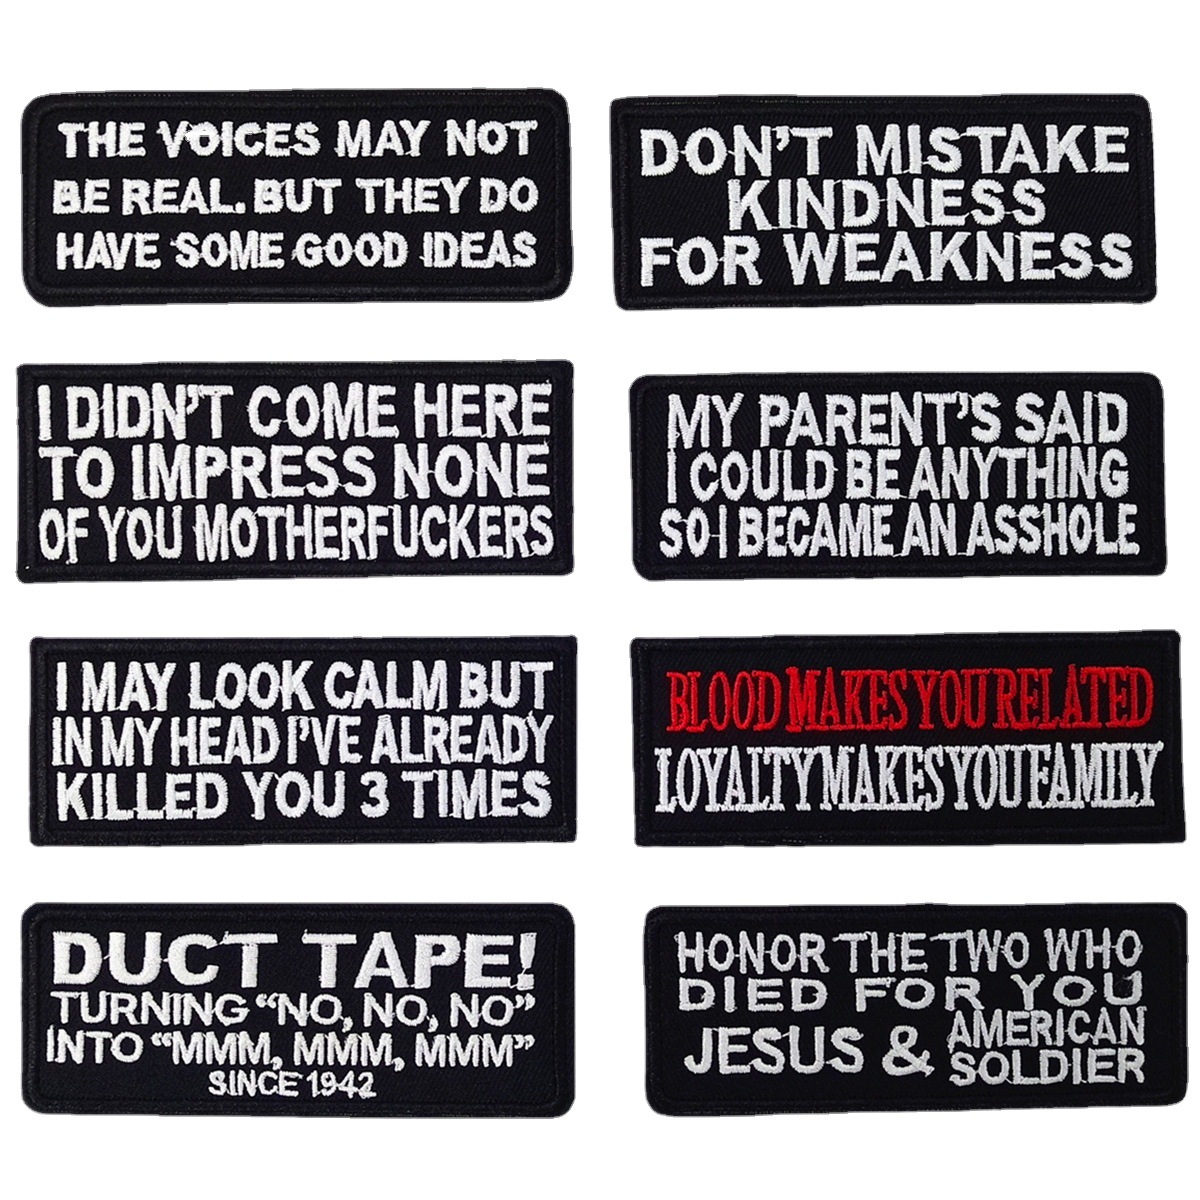 THE VOICES MAY NOT
BE REAL. BUT THEY DO
HAVE SOME GOOD IDEAS
DON'T MISTAKE
KINDNESS
FOR WEAKNESS
I DIDN'T COME HERE
TO IMPRESS NONE
OF YOU MOTHERFUCKERS
MY PARENT'S SAID
I COULD BE ANYTHING
SO I BECAME AN ASSHOLE
I MAY LOOK CALM BUT
IN MY HEAD I'VE ALREADY
KILLED YOU 3 TIMES
BLOOD MAKES YOU RELATED
LOYALTY MAKES YOU FAMILY
DUCT TAPE!
TURNING “NO, NO, NO”
INTO “MMM, MMM, MMM”
SINCE 1942
HONOR THE TWO WHO
DIED FOR YOU
JESUS & AMERICAN
SOLDIER